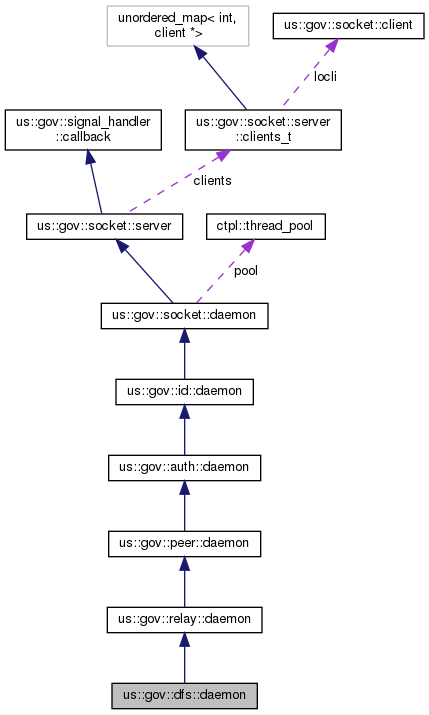 unordered_map< int,
client *>
us::gov::socket::client
locli
us::gov::signal_handler
::callback
us::gov::socket::server
::clients_t
clients
us::gov::socket::server
ctpl::thread_pool
pool
us::gov::socket::daemon
us::gov::id::daemon
us::gov::auth::daemon
us::gov::peer::daemon
us::gov::relay::daemon
us::gov::dfs::daemon